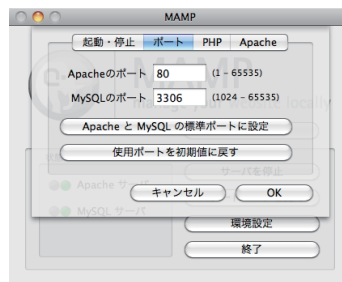 MAMP
起動・停止 ポート PHP Apache
Apacheのポート 80 (1 - 65535)
MySQLのポート 3306 (1024 - 65535)
Apache と MySQL の標準ポートに設定
使用ポートを初期値に戻す
サーバを停止
Apache サーバ
キャンセル OK
MySQL サーバ
環境設定
終了